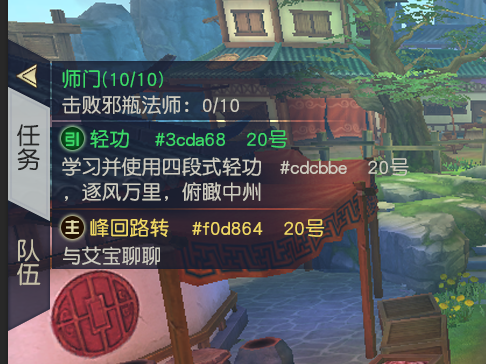 师门(10/10)
击败邪瓶法师：0/10
引 轻功 #3cda68 20号
学习并使用四段式轻功 #cdcbbe 20号
，逐风万里，俯瞰中州
主 峰回路转 #f0d864 20号
与艾宝聊聊
任务
队伍